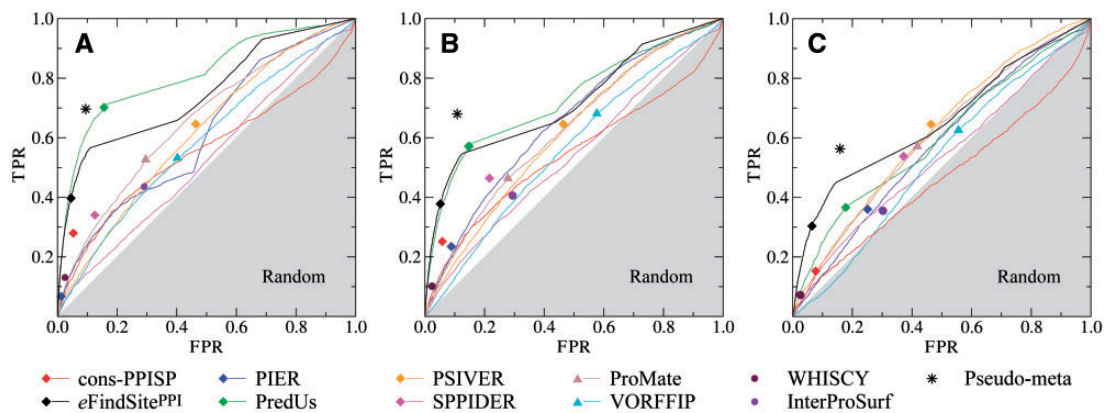 A
B
C
1.0
0.8
0.6
0.4
0.2
TPR
Random
0.0 0.2 0.4 0.6 0.8 1.0
FPR
1.0
0.8
0.6
0.4
0.2
TPR
Random
0.0 0.2 0.4 0.6 0.8 1.0
FPR
1.0
0.8
0.6
0.4
0.2
TPR
Random
0.0 0.2 0.4 0.6 0.8 1.0
FPR
cons-PPISP PIER PSIVER ProMate WHISCY Pseudo-meta
eFindSitePPI PredUs SPPIDER VORFFIP InterProSurf